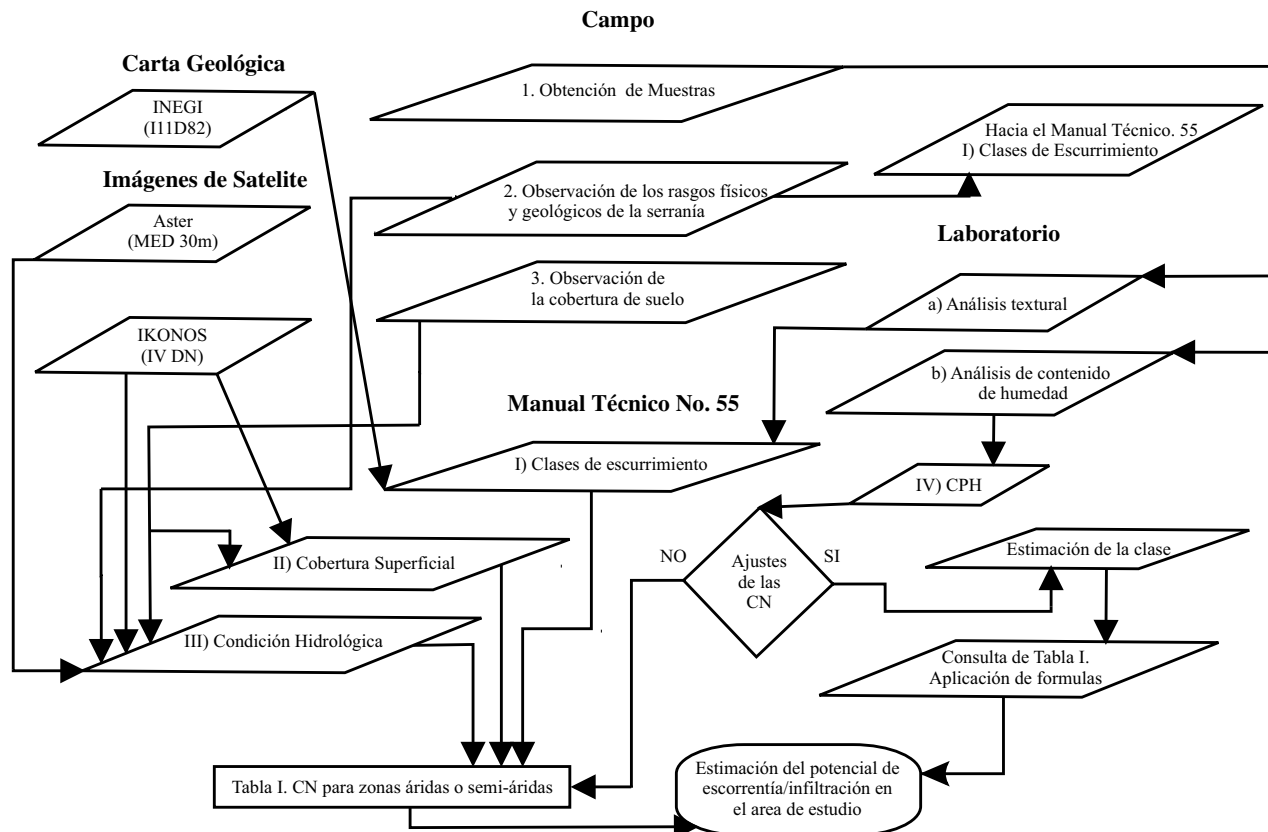 Campo
Carta Geológica
INEGI
(I11D82)
1. Obtención de Muestras
Hacia el Manual Técnico. 55
I) Clases de Escurrimiento
Imágenes de Satelite
Aster
(MED 30m)
2. Observación de los rasgos físicos
y geológicos de la serranía
Laboratorio
3. Observación de
la cobertura de suelo
a) Análisis textural
IKONOS
(IV DN)
b) Análisis de contenido
de humedad
Manual Técnico No. 55
I) Clases de escurrimiento
IV) CPH
NO
Ajustes
de las
CN
SI
Estimación de la clase
II) Cobertura Superficial
III) Condición Hidrológica
Consulta de Tabla I.
Aplicación de formulas
Tabla I. CN para zonas áridas o semi-áridas
Estimación del potencial de
escorrentía/infiltración en
el area de estudio